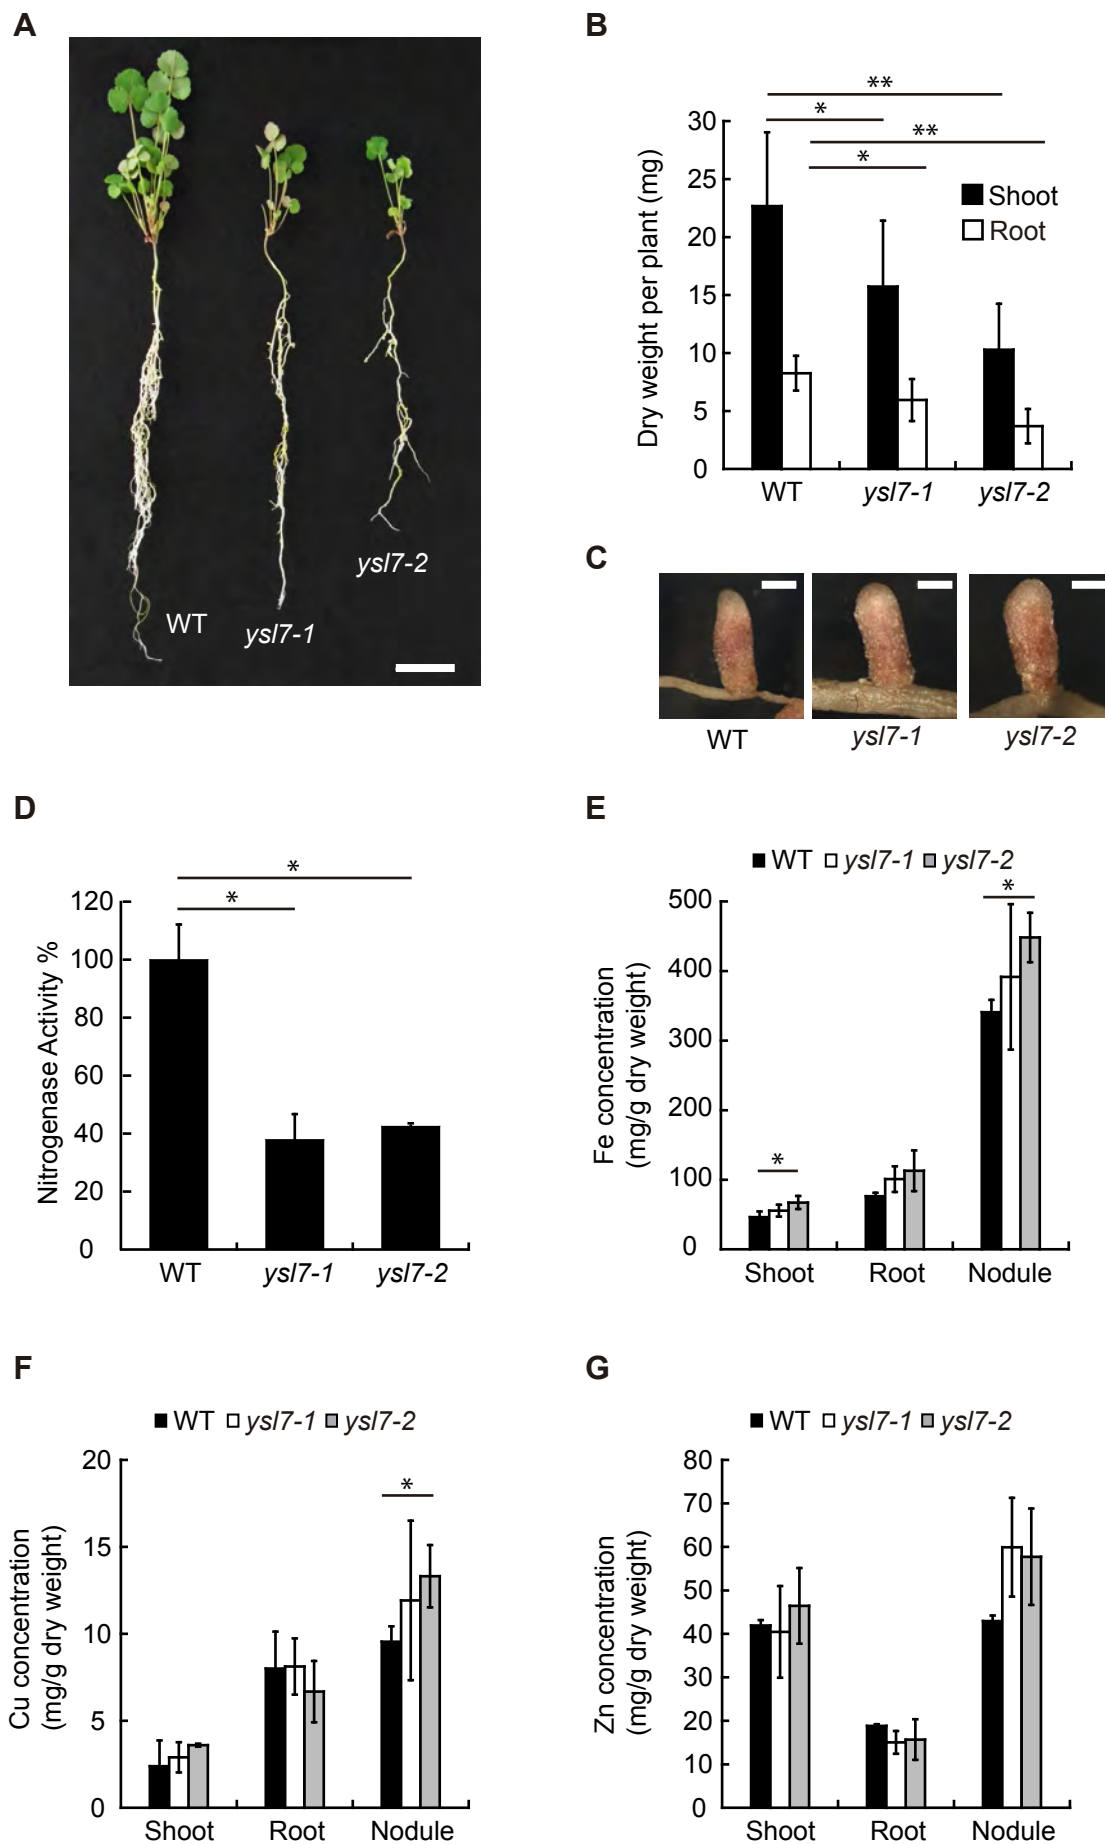 A
WT
ysl7-1
ysl7-2
B
**
*
**
*
30
25
20
15
10
5
0
Dry weight per plant (mg)
Shoot
Root
WT
ysl7-1
ysl7-2
C
WT
ysl7-1
ysl7-2
D
*
*
120
100
80
60
40
20
0
Nitrogenase Activity %
WT
ysl7-1
ysl7-2
E
WT ysl7-1 ysl7-2
*
*
500
400
300
200
100
0
Fe concentration
(mg/g dry weight)
Shoot
Root
Nodule
F
WT ysl7-1 ysl7-2
*
20
15
10
5
0
Cu concentration
(mg/g dry weight)
Shoot
Root
Nodule
G
WT ysl7-1 ysl7-2
80
70
60
50
40
30
20
10
0
Zn concentration
(mg/g dry weight)
Shoot
Root
Nodule